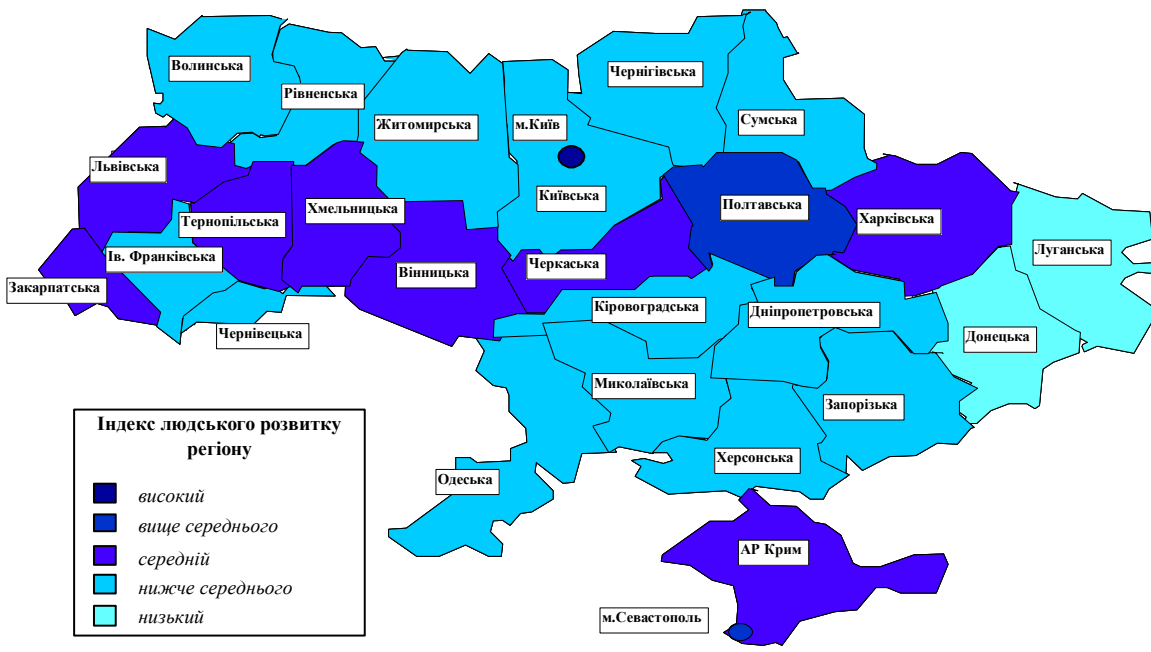 Волинська
Рівненська
Житомирська
м.Київ
Чернігівська
Сумська
Львівська
Тернопільська
Хмельницька
Київська
Полтавська
Харківська
Луганська
Ів. Франківська
Закарпатська
Вінницька
Черкаська
Чернівецька
Кіровоградська
Дніпропетровська
Донецька
Миколаївська
Запорізька
Херсонська
Одеська
АР Крим
м.Севастополь
Індекс людського розвитку
регіону
високий
вище середнього
середній
нижче середнього
низький